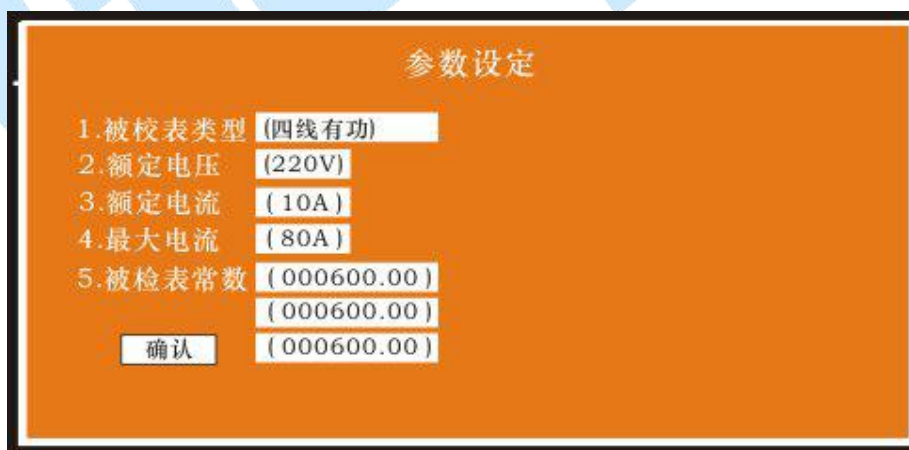 参数设定
1.被校表类型 (四线有功)
2.额定电压 (220V)
3.额定电流 (10A)
4.最大电流 (80A)
5.被检表常数 (000600.00)
(000600.00)
确认 (000600.00)